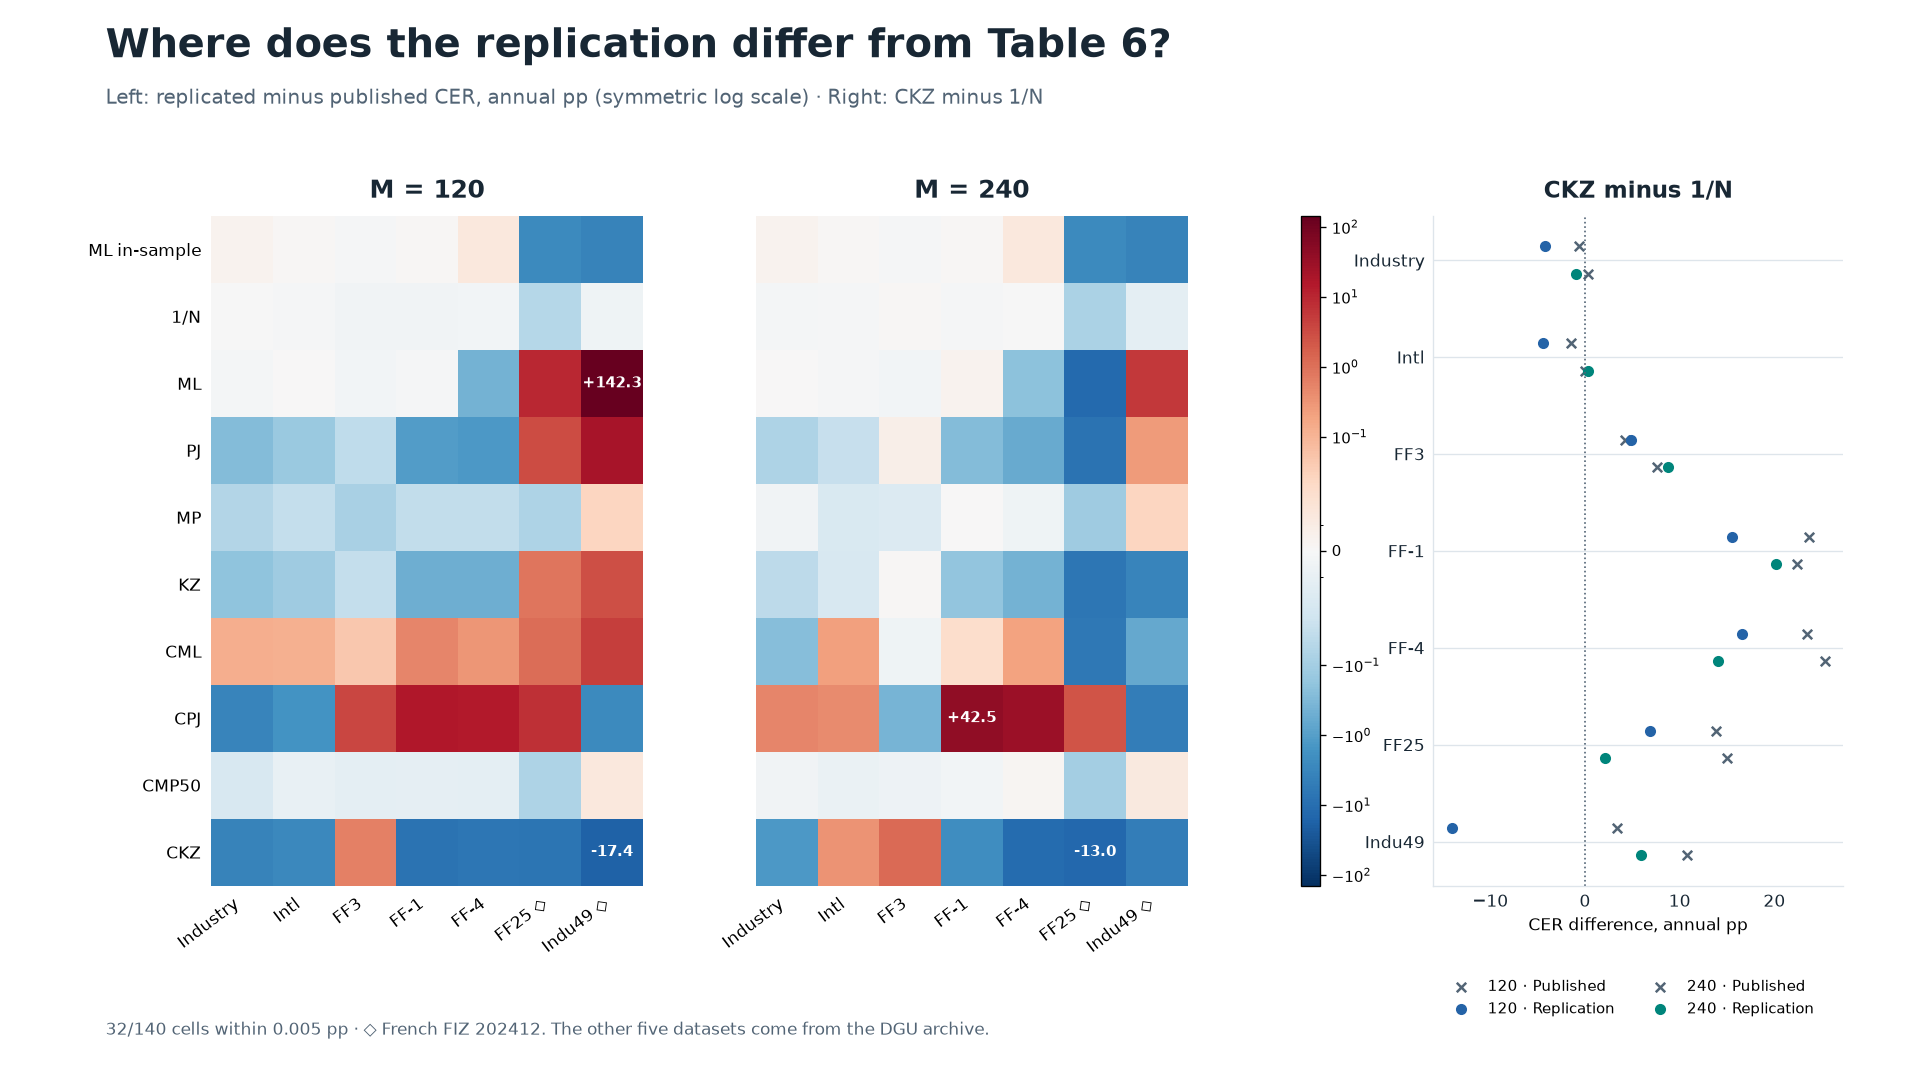 Where does the replication differ from Table 6?
Left: replicated minus published CER, annual pp (symmetric log scale) · Right: CKZ minus 1/N
M = 120
M = 240
CKZ minus 1/N
ML in-sample
1/N
ML
PJ
MP
KZ
CML
CPJ
CMP50
CKZ
+142.3
-17.4
+42.5
-13.0
Industry
Intl
FF3
FF-1
FF-4
FF25 □
Indu49 □
Industry
Intl
FF3
FF-1
FF-4
FF25 □
Indu49 □
10²
10¹
10⁰
10⁻¹
0
−10⁻¹
−10⁰
−10¹
−10²
Industry
Intl
FF3
FF-1
FF-4
FF25
Indu49
−10 0 10 20
CER difference, annual pp
120 · Published 240 · Published
120 · Replication 240 · Replication
32/140 cells within 0.005 pp · ◇ French FIZ 202412. The other five datasets come from the DGU archive.